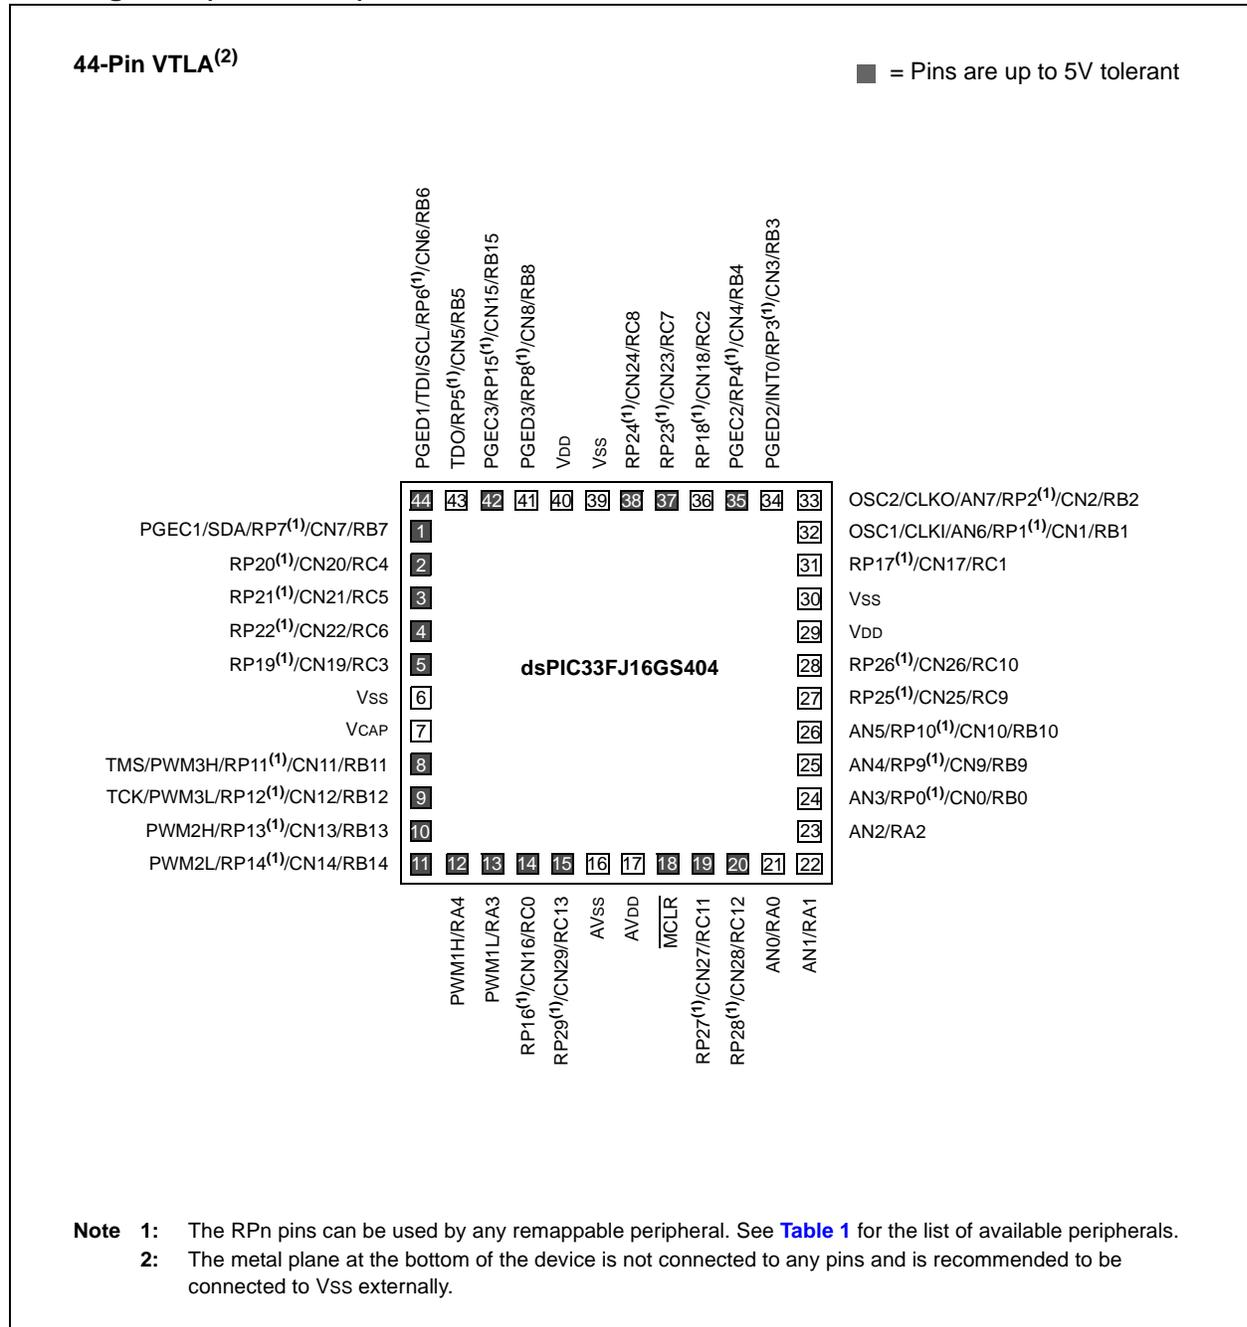 44-Pin VTLA(2)
= Pins are up to 5V tolerant
PGED1/TDI/SCL/RP6(1)/CN6/RB6
TDO/RP5(1)/CN5/RB5
PGEC3/RP15(1)/CN15/RB15
PGED3/RP8(1)/CN8/RB8
VDD
VSS
RP24(1)/CN24/RC8
RP23(1)/CN23/RC7
RP18(1)/CN18/RC2
PGEC2/RP4(1)/CN4/RB4
PGED2/INT0/RP3(1)/CN3/RB3
44 43 42 41 40 39 38 37 36 35 34 33 OSC2/CLKO/AN7/RP2(1)/CN2/RB2
PGEC1/SDA/RP7(1)/CN7/RB7 1 32 OSC1/CLKI/AN6/RP1(1)/CN1/RB1
RP20(1)/CN20/RC4 2 31 RP17(1)/CN17/RC1
RP21(1)/CN21/RC5 3 30 VSS
RP22(1)/CN22/RC6 4 29 VDD
RP19(1)/CN19/RC3 5 dsPIC33FJ16GS404 28 RP26(1)/CN26/RC10
VSS 6 27 RP25(1)/CN25/RC9
VCAP 7 26 AN5/RP10(1)/CN10/RB10
TMS/PWM3H/RP11(1)/CN11/RB11 8 25 AN4/RP9(1)/CN9/RB9
TCK/PWM3L/RP12(1)/CN12/RB12 9 24 AN3/RP0(1)/CN0/RB0
PWM2H/RP13(1)/CN13/RB13 10 23 AN2/RA2
PWM2L/RP14(1)/CN14/RB14 11 12 13 14 15 16 17 18 19 20 21 22
PWM1H/RA4
PWM1L/RA3
RP16(1)/CN16/RC0
RP29(1)/CN29/RC13
AVSS
AVDD
MCLR
RP27(1)/CN27/RC11
RP28(1)/CN28/RC12
AN0/RA0
AN1/RA1
Note 1: The RPn pins can be used by any remappable peripheral. See Table 1 for the list of available peripherals.
2: The metal plane at the bottom of the device is not connected to any pins and is recommended to be
connected to VSS externally.